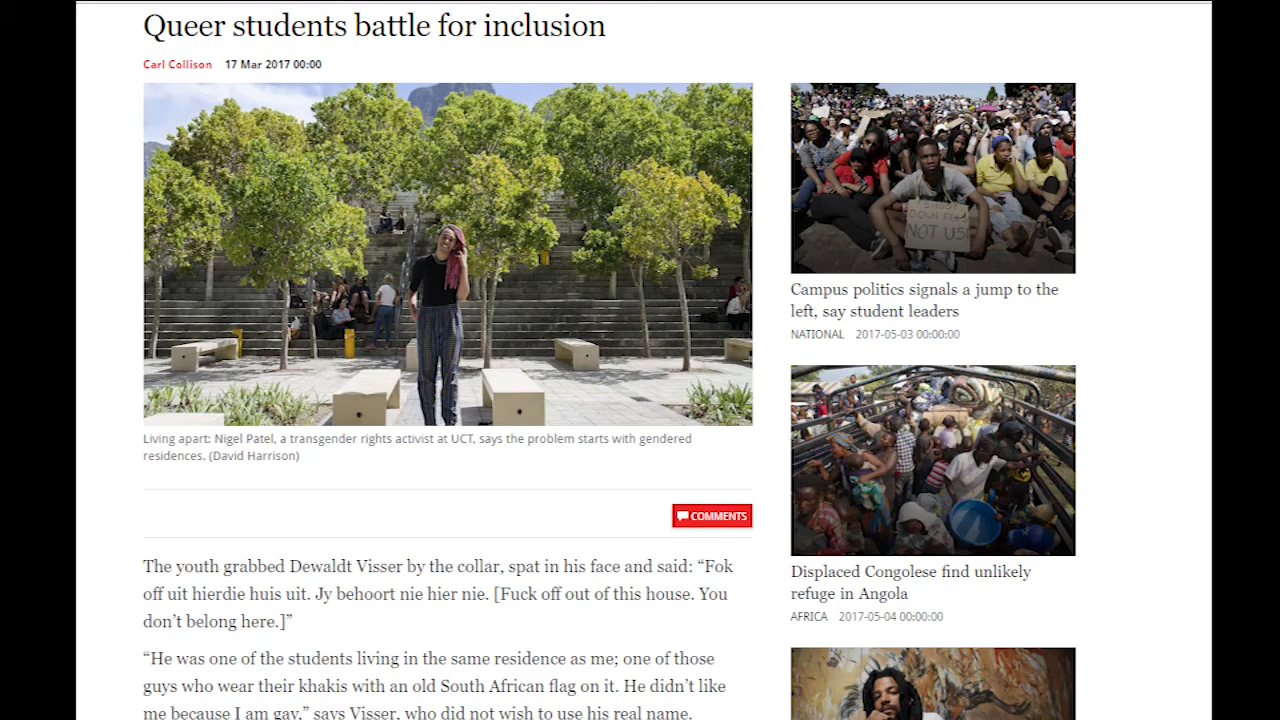 Queer students battle for inclusion
Carl Collison 17 Mar 2017 00:00
Living apart: Nigel Patel, a transgender rights activist at UCT, says the problem starts with gendered
residences. (David Harrison)
COMMENTS
The youth grabbed Dewaldt Visser by the collar, spat in his face and said: “Fok
off uit hierdie huis uit. Jy behoort nie hier nie. [Fuck off out of this house. You
don’t belong here.]”
“He was one of the students living in the same residence as me; one of those
guys who wear their khakis with an old South African flag on it. He didn’t like
me because I am gay,” says Visser, who did not wish to use his real name.
NOT US!
Campus politics signals a jump to the
left, say student leaders
NATIONAL 2017-05-03 00:00:00
Displaced Congolese find unlikely
refuge in Angola
AFRICA 2017-05-04 00:00:00